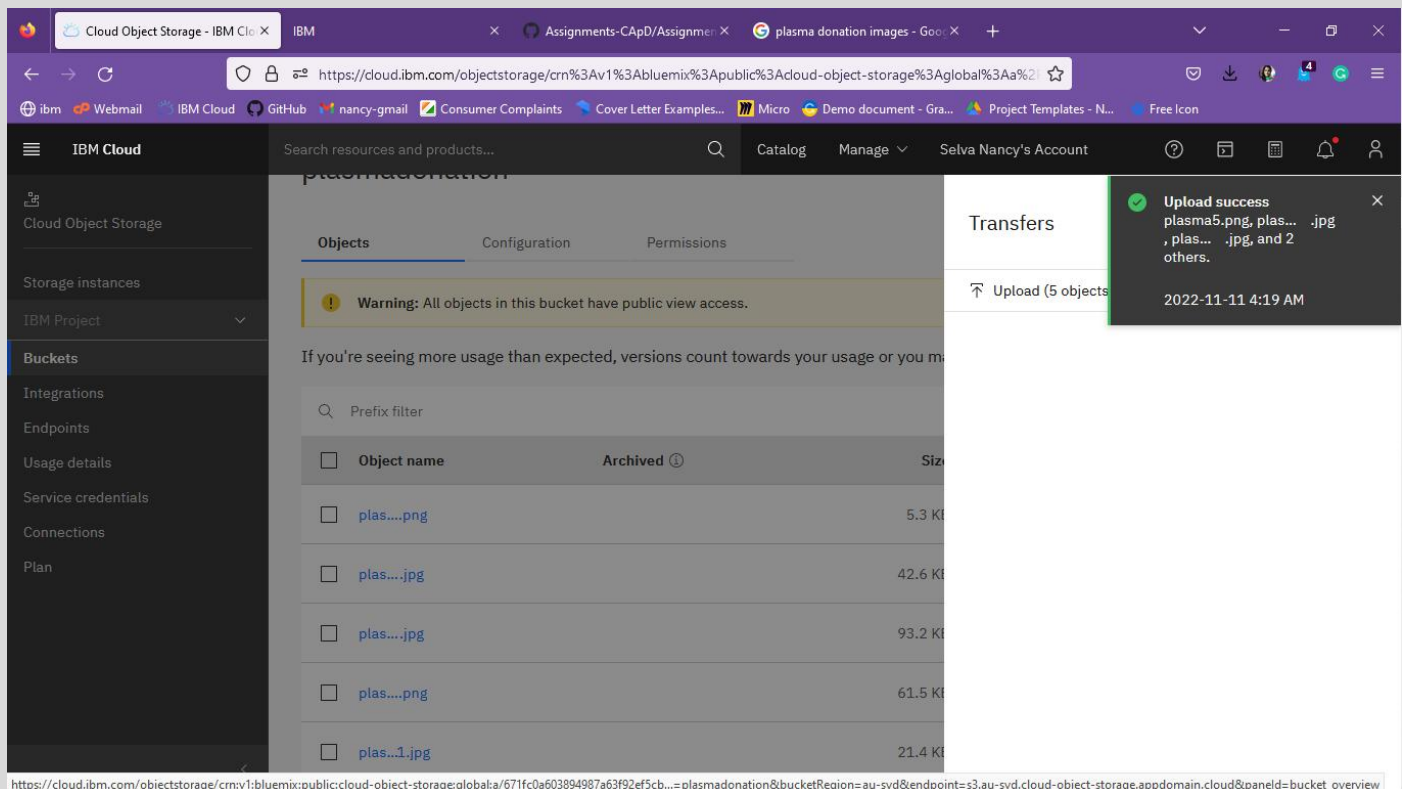 Cloud Object Storage - IBM Clo
IBM
Assignments-CApD/Assignmen
plasma donation images - Goog
https://cloud.ibm.com/objectstorage/crn%3Av1%3Abluemix%3Apublic%3Acloud-object-storage%3Aglobal%3Aa%2
4
ibm
Webmail
IBM Cloud
GitHub
nancy-gmail
Consumer Complaints
Cover Letter Examples...
Micro
Demo document - Gra...
Project Templates - N...
Free Icon
IBM Cloud
Search resources and products...
Catalog
Manage
Selva Nancy's Account
plasmadonation
Cloud Object Storage
Storage instances
IBM Project
Buckets
Integrations
Endpoints
Usage details
Service credentials
Connections
Plan
Objects
Configuration
Permissions
Warning: All objects in this bucket have public view access.
If you're seeing more usage than expected, versions count towards your usage or you m
Prefix filter
Object name
Archived
Size
plas....png
5.3 KB
plas....jpg
42.6 KB
plas....jpg
93.2 KB
plas....png
61.5 KB
plas...1.jpg
21.4 KB
Transfers
Upload (5 objects
Upload success
plasma5.png, plas... .jpg
, plas... .jpg, and 2
others.
2022-11-11 4:19 AM
https://cloud.ibm.com/objectstorage/crn:v1:bluemix:public:cloud-object-storage:global:a/671fc0a603894987a63f92ef5cb...=plasmadonation&bucketRegion=au-syd&endpoint=s3.au-syd.cloud-object-storage.appdomain.cloud&paneId=bucket_overview